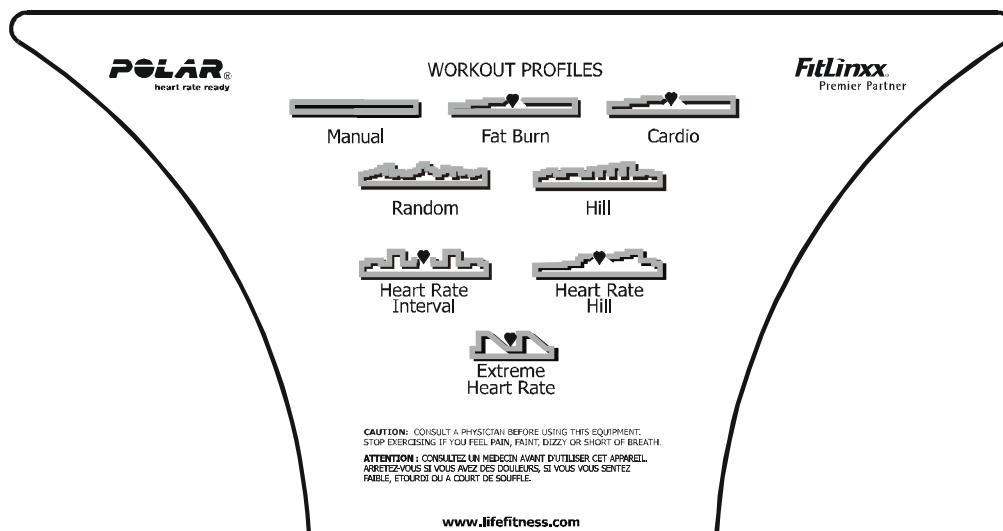 POLAR®
heart rate ready
WORKOUT PROFILES
FitLinxx®
Premier Partner
Manual
Fat Burn
Cardio
Random
Hill
Heart Rate
Interval
Heart Rate
Hill
Extreme
Heart Rate
CAUTION: CONSULT A PHYSICIAN BEFORE USING THIS EQUIPMENT.
STOP EXERCISING IF YOU FEEL PAIN, FAINT, DIZZY OR SHORT OF BREATH.
ATTENTION : CONSULTEZ UN MEDECIN AVANT D'UTILISER CET APPAREIL.
ARRETEZ-VOUS SI VOUS AVEZ DES DOULEURS, SI VOUS VOUS SENTEZ
FAIBLE, ETOURDI OU A COURT DE SOUFFLE.
www.lifefitness.com